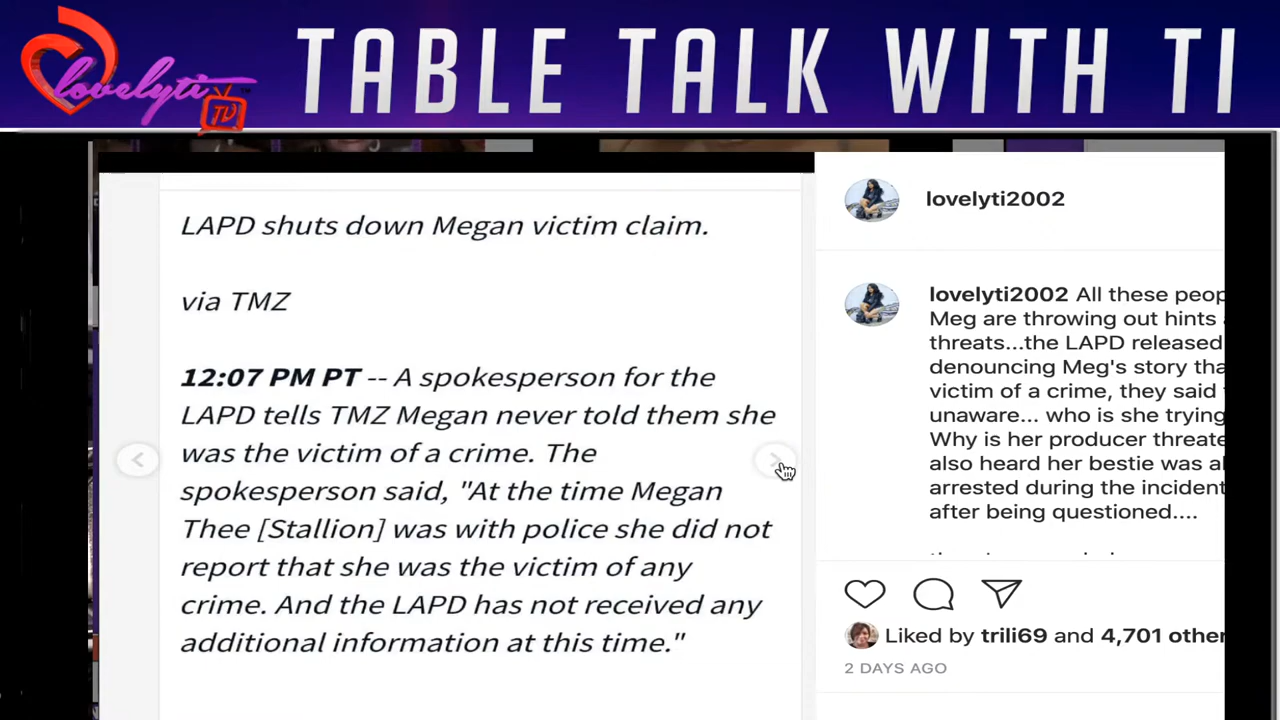 lovelyti TV
TABLE TALK WITH TI
LAPD shuts down Megan victim claim.
via TMZ
12:07 PM PT -- A spokesperson for the
LAPD tells TMZ Megan never told them she
was the victim of a crime. The
spokesperson said, "At the time Megan
Thee [Stallion] was with police she did not
report that she was the victim of any
crime. And the LAPD has not received any
additional information at this time."
lovelyti2002
lovelyti2002 All these peop
Meg are throwing out hints
threats...the LAPD released
denouncing Meg's story tha
victim of a crime, they said
unaware... who is she trying
Why is her producer threate
also heard her bestie was a
arrested during the incident
after being questioned....
Liked by trili69 and 4,701 other
2 DAYS AGO